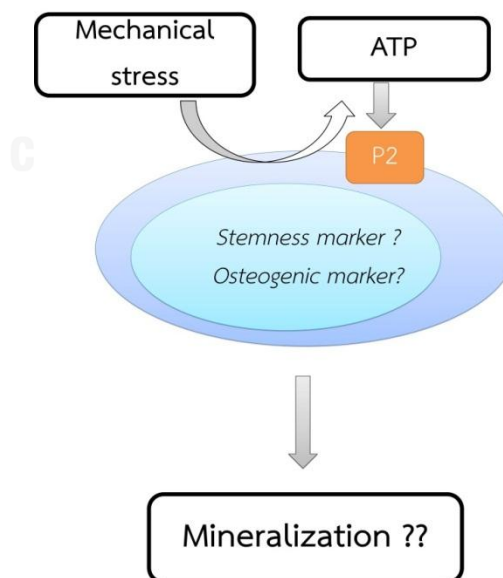 Mechanical
stress
ATP
C
P2
Stemness marker ?
Osteogenic marker?
Mineralization ??